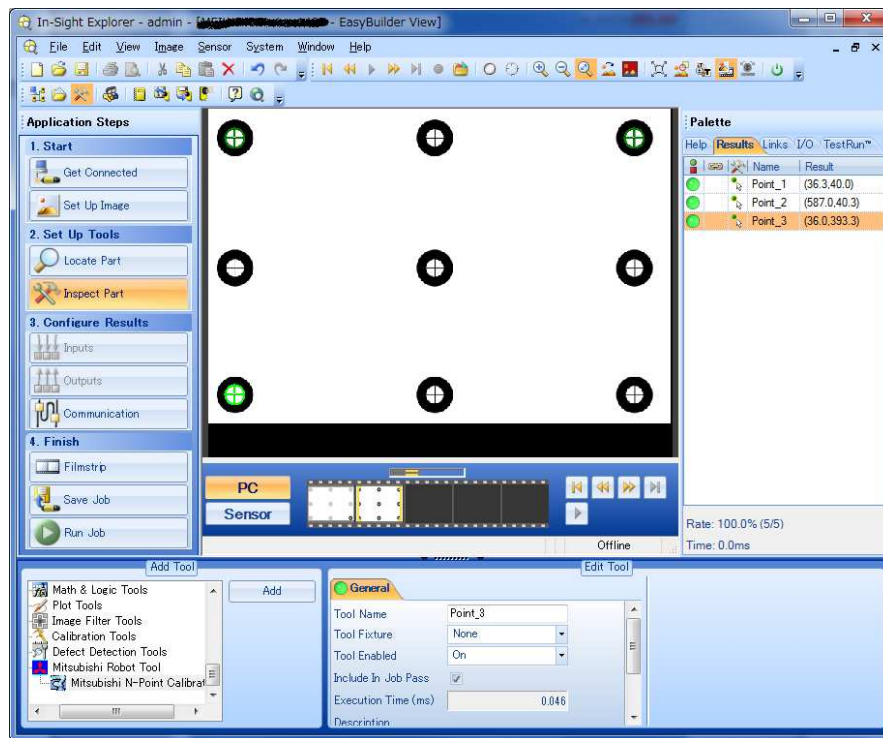 In-Sight Explorer - admin - [ - EasyBuilder View]
File Edit View Image Sensor System Window Help
Application Steps
1. Start
Get Connected
Set Up Image
2. Set Up Tools
Locate Part
Inspect Part
3. Configure Results
Inputs
Outputs
Communication
4. Finish
Filmstrip
Save Job
Run Job
PC
Sensor
Offline
Palette
Help Results Links I/O TestRun™
Name Result
Point_1 (36.3,40.0)
Point_2 (587.0,40.3)
Point_3 (36.0,393.3)
Rate: 100.0% (5/5)
Time: 0.0ms
Add Tool
Math & Logic Tools
Plot Tools
Image Filter Tools
Calibration Tools
Defect Detection Tools
Mitsubishi Robot Tool
Mitsubishi N-Point Calibrat
Add
Edit Tool
General
Tool Name Point_3
Tool Fixture None
Tool Enabled On
Include In Job Pass
Execution Time (ms) 0.046
Description